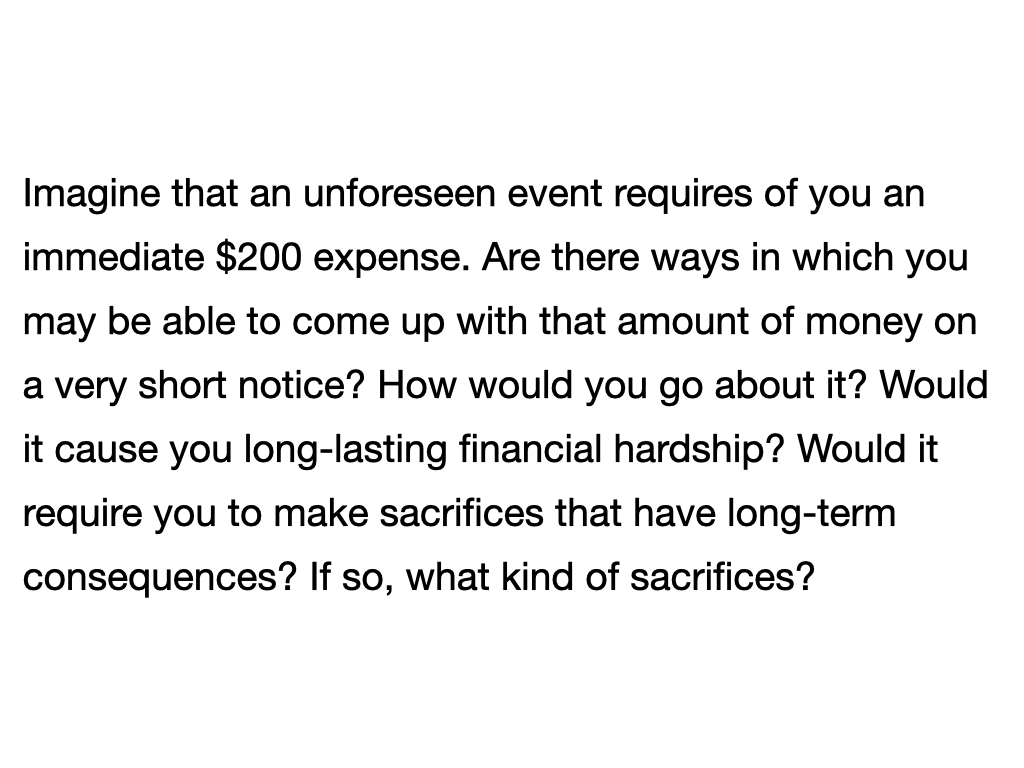 Imagine that an unforeseen event requires of you an
immediate $200 expense. Are there ways in which you
may be able to come up with that amount of money on
a very short notice? How would you go about it? Would
it cause you long-lasting financial hardship? Would it
require you to make sacrifices that have long-term
consequences? If so, what kind of sacrifices?